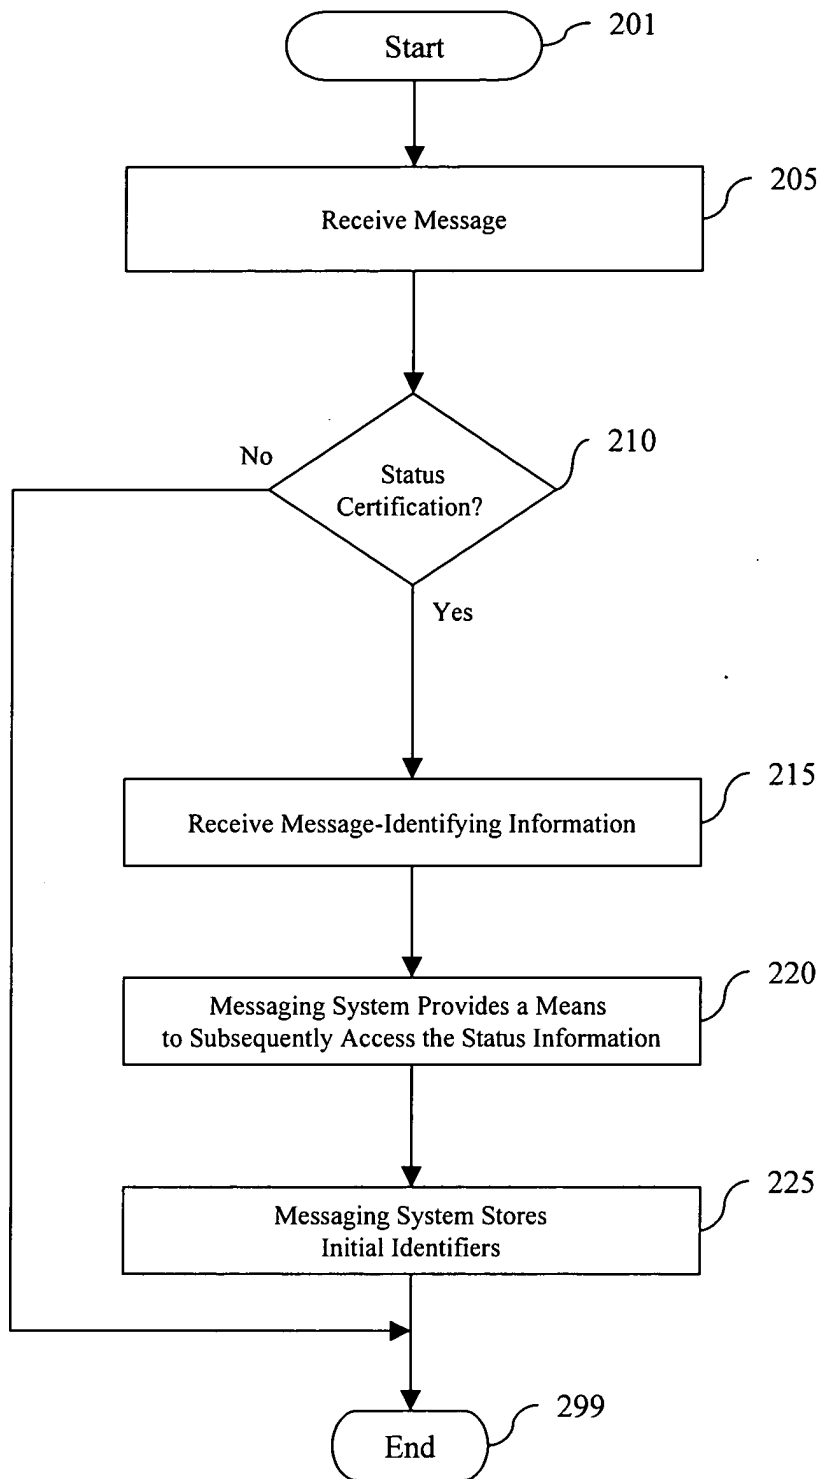 Start
201
Receive Message
205
Status
Certification?
210
No
Yes
Receive Message-Identifying Information
215
Messaging System Provides a Means
to Subsequently Access the Status Information
220
Messaging System Stores
Initial Identifiers
225
End
299